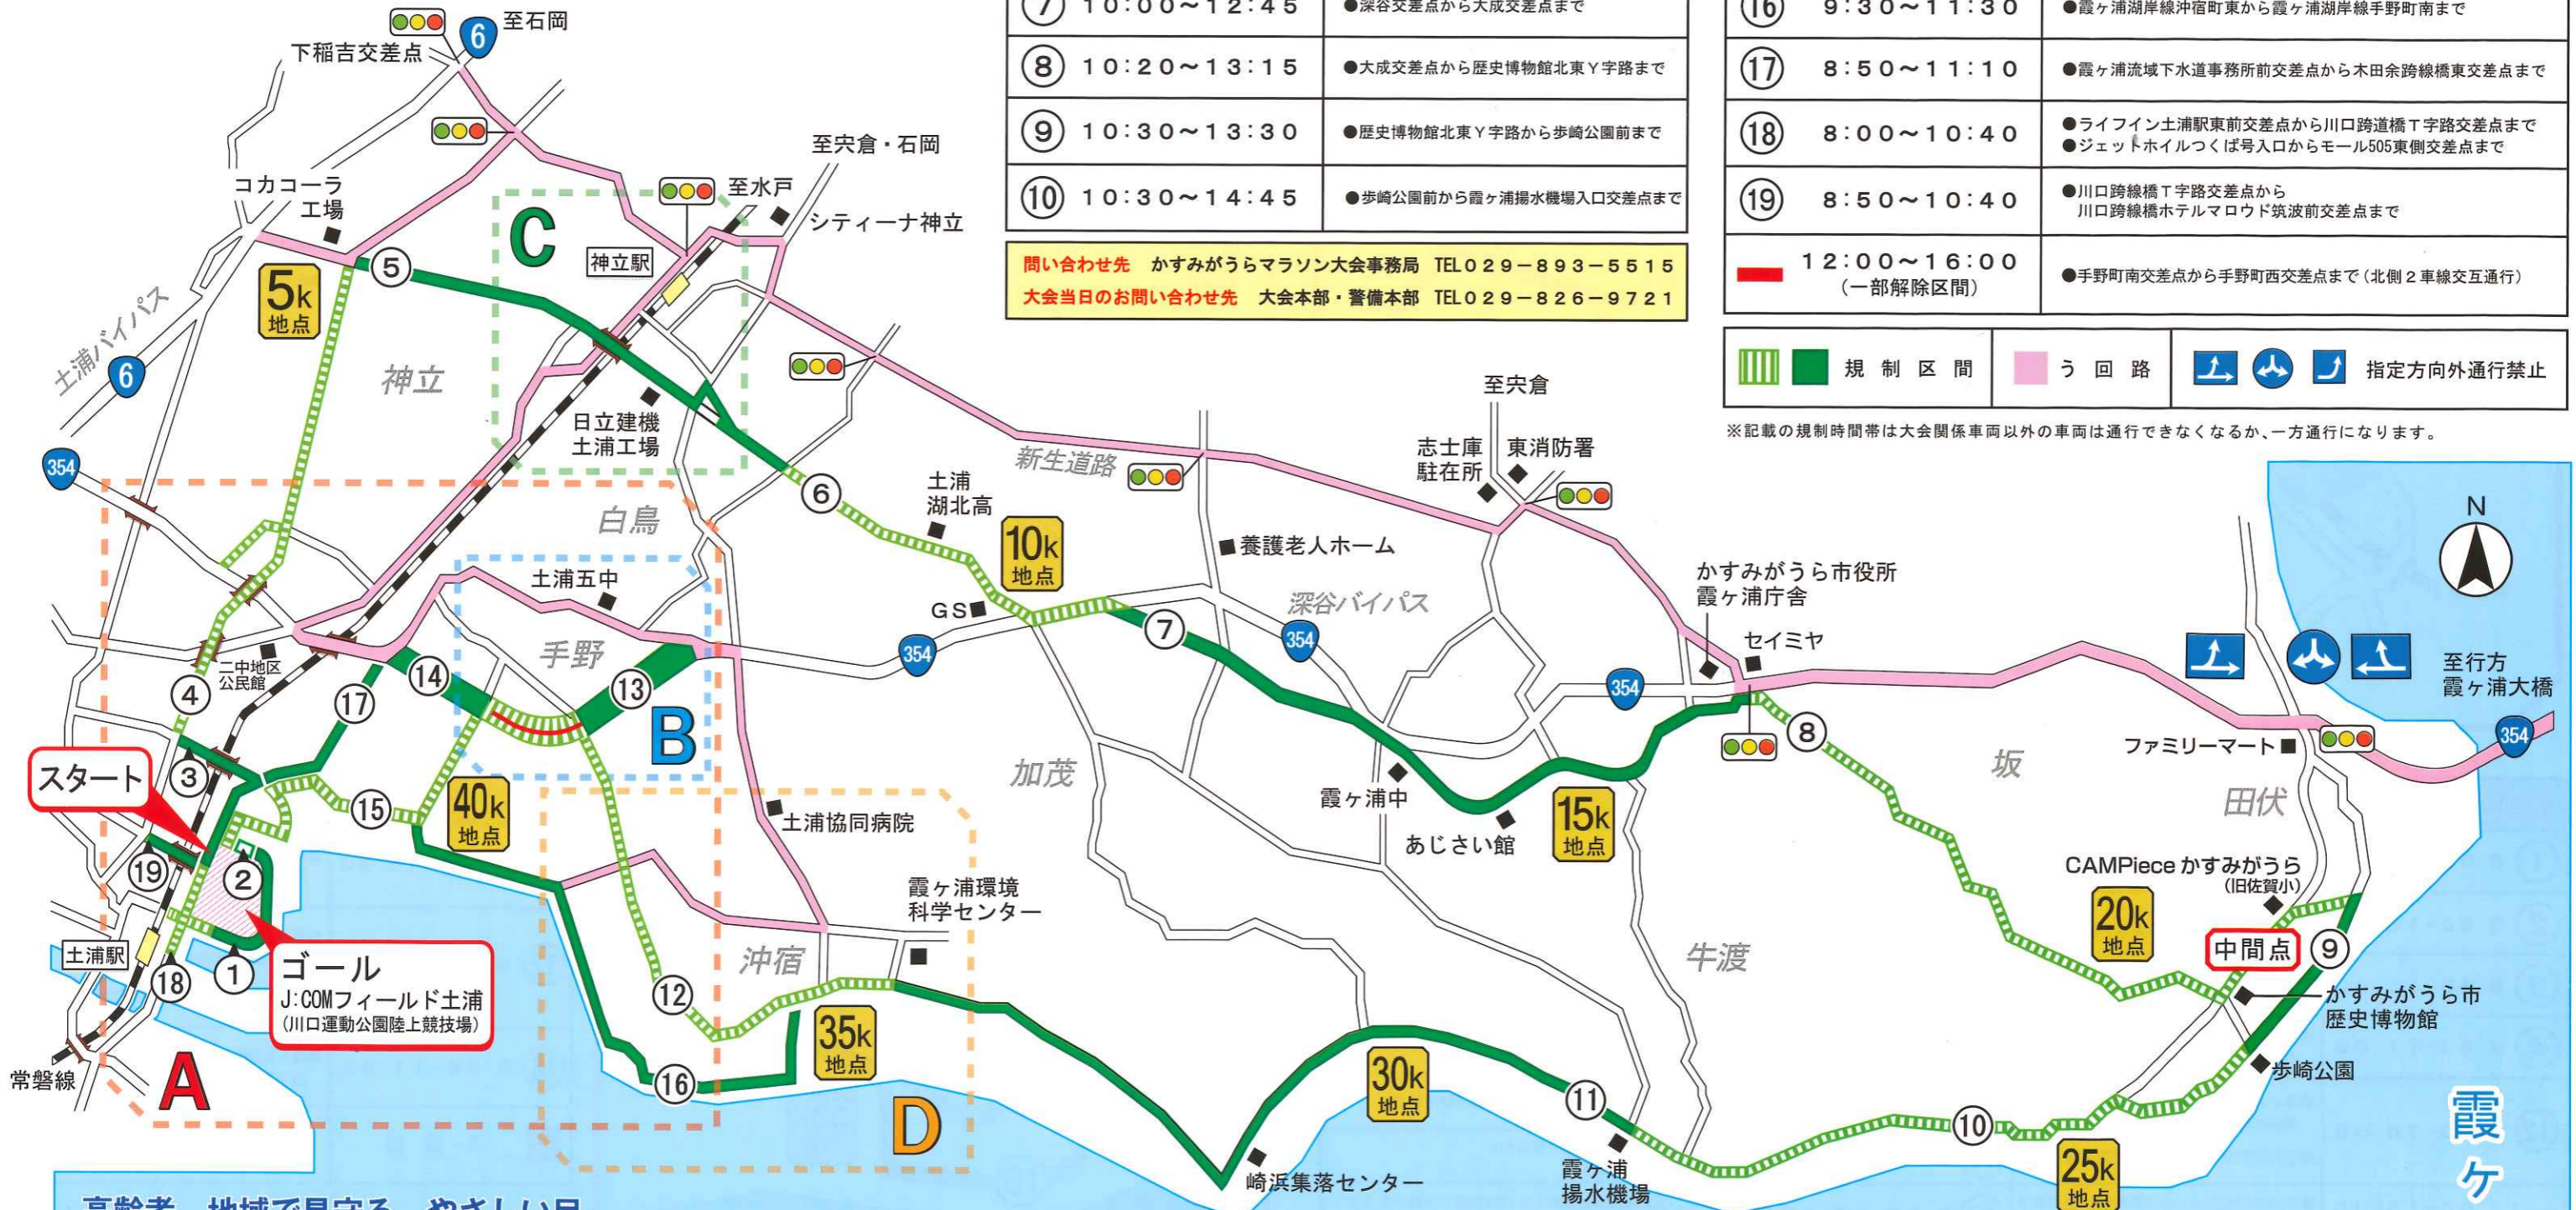 ⑦ 10:00～12:45 ●深谷交差点から大成交差点まで
⑧ 10:20～13:15 ●大成交差点から歴史博物館北東Y字路まで
⑨ 10:30～13:30 ●歴史博物館北東Y字路から歩崎公園前まで
⑩ 10:30～14:45 ●歩崎公園前から霞ヶ浦揚水機場入口交差点まで
問い合わせ先 かすみがうらマラソン大会事務局 TEL029－893－5515
大会当日のお問い合わせ先 大会本部・警備本部 TEL029－826－9721
⑯ 9:30～11:30 ●霞ヶ浦湖岸線沖宿町東から霞ヶ浦湖岸線手野町南まで
⑰ 8:50～11:10 ●霞ヶ浦流域下水道事務所前交差点から木田余跨線橋東交差点まで
⑱ 8:00～10:40 ●ライフイン土浦駅東前交差点から川口跨道橋T字路交差点まで
●ジェットホイルつくば号入口からモール505東側交差点まで
⑲ 8:50～10:40 ●川口跨線橋T字路交差点から
川口跨線橋ホテルマロウド筑波前交差点まで
12:00～16:00
(一部解除区間)
●手野町南交差点から手野町西交差点まで(北側2車線交互通行)
規制区間
う回路
指定方向外通行禁止
※記載の規制時間帯は大会関係車両以外の車両は通行できなくなるか、一方通行になります。
6
至石岡
下稲吉交差点
至宍倉・石岡
至水戸
シティーナ神立
コカコーラ
工場
C
神立駅
⑤
5k
地点
土浦バイパス
6
神立
日立建機
土浦工場
354
新生道路
至宍倉
志士庫
駐在所
東消防署
白鳥
⑥
土浦
湖北高
10k
地点
養護老人ホーム
N
土浦五中
GS
深谷バイパス
かすみがうら市役所
霞ヶ浦庁舎
セイミヤ
手野
354
⑦
354
354
二中地区
公民館
④
⑭
⑬
⑰
B
至行方
霞ヶ浦大橋
354
ファミリーマート
⑧
坂
田伏
スタート
③
⑮
40k
地点
加茂
霞ヶ浦中
あじさい館
15k
地点
土浦協同病院
⑲
②
霞ヶ浦環境
科学センター
CAMPiece かすみがうら
(旧佐賀小)
20k
地点
中間点
⑨
土浦駅
⑱
①
ゴール
J:COMフィールド土浦
(川口運動公園陸上競技場)
沖宿
⑫
牛渡
かすみがうら市
歴史博物館
歩崎公園
35k
地点
常磐線
A
⑯
D
30k
地点
⑪
⑩
25k
地点
崎浜集落センター
霞ヶ浦
揚水機場
霞
ヶ
高齢者 地域で見守る やさしい目